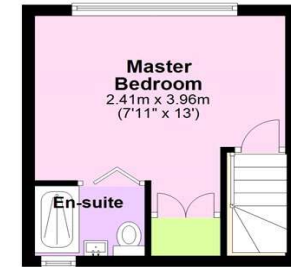 Master
Bedroom
2.41m x 3.96m
(7'11" x 13')
En-suite